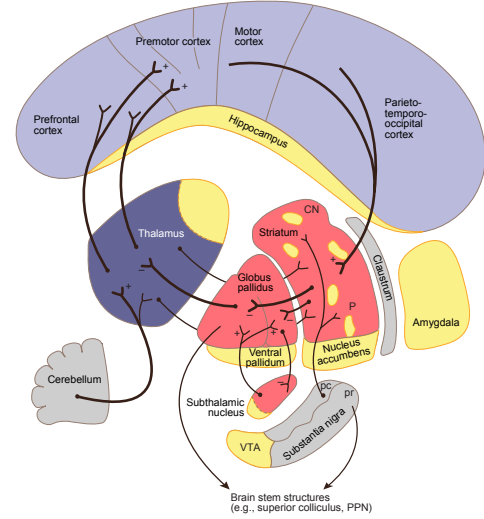 Premotor cortex
Motor
cortex
Prefrontal
cortex
Parieto-
temporo-
occipital
cortex
Hippocampus
+
+
Thalamus
CN
Striatum
Globus
pallidus
+
P
Claustrum
Amygdala
–
–
–
–
+
+
+
Ventral
pallidum
Nucleus
accumbens
Cerebellum
Subthalamic
nucleus
–
pc
pr
Substantia nigra
VTA
Brain stem structures
(e.g., superior colliculus, PPN)